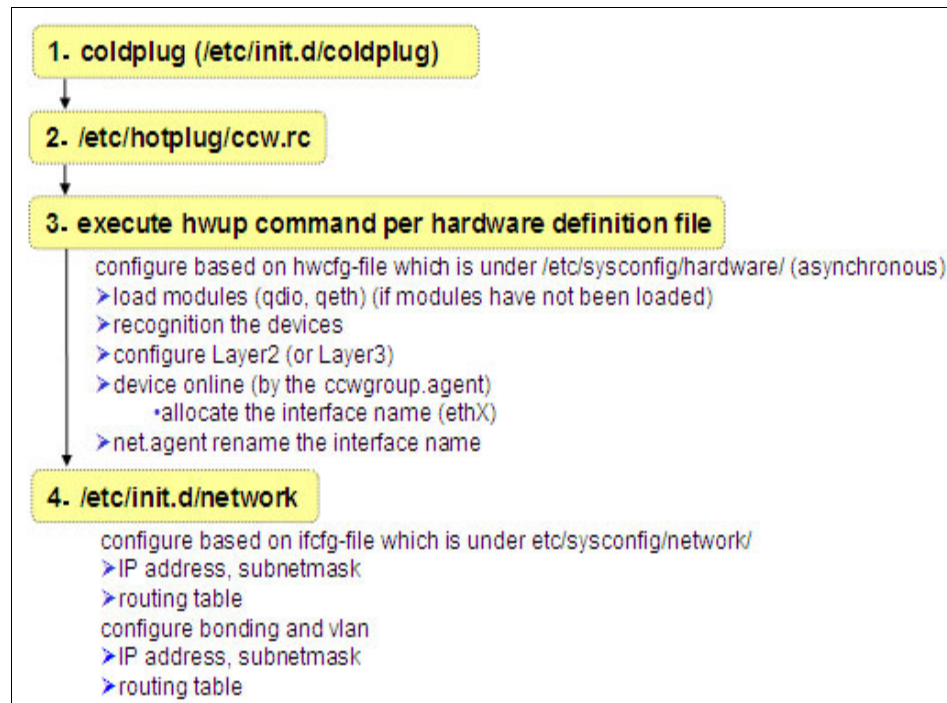 1. coldplug (/etc/init.d/coldplug)
2. /etc/hotplug/ccw.rc
3. execute hwup command per hardware definition file
configure based on hwcfg-file which is under /etc/sysconfig/hardware/ (asynchronous)
➢load modules (qdio, qeth) (if modules have not been loaded)
➢recognition the devices
➢configure Layer2 (or Layer3)
➢device online (by the ccwgroup.agent)
•allocate the interface name (ethX)
➢net.agent rename the interface name
4. /etc/init.d/network
configure based on ifcfg-file which is under etc/sysconfig/network/
➢IP address, subnetmask
➢routing table
configure bonding and vlan
➢IP address, subnetmask
➢routing table